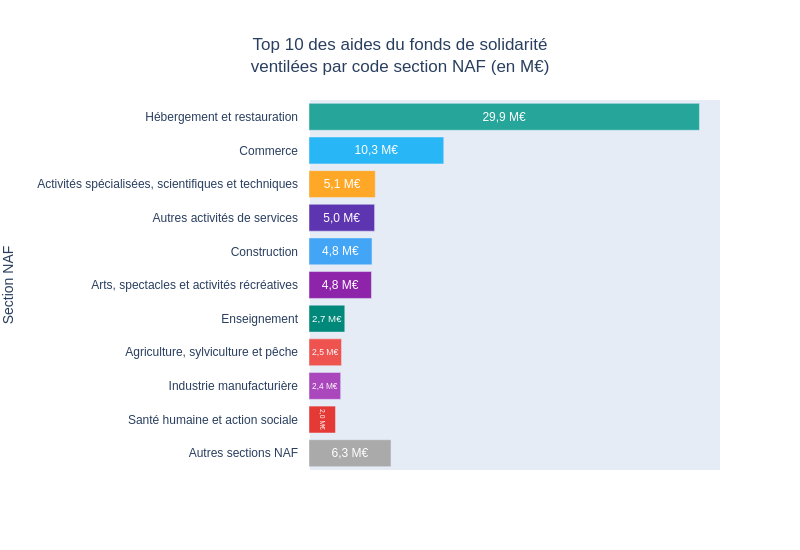 Top 10 des aides du fonds de solidarité
ventilées par code section NAF (en M€)
Section NAF
Hébergement et restauration 29,9 M€
Commerce 10,3 M€
Activités spécialisées, scientifiques et techniques 5,1 M€
Autres activités de services 5,0 M€
Construction 4,8 M€
Arts, spectacles et activités récréatives 4,8 M€
Enseignement 2,7 M€
Agriculture, sylviculture et pêche 2,5 M€
Industrie manufacturière 2,4 M€
Santé humaine et action sociale 2,0 M€
Autres sections NAF 6,3 M€